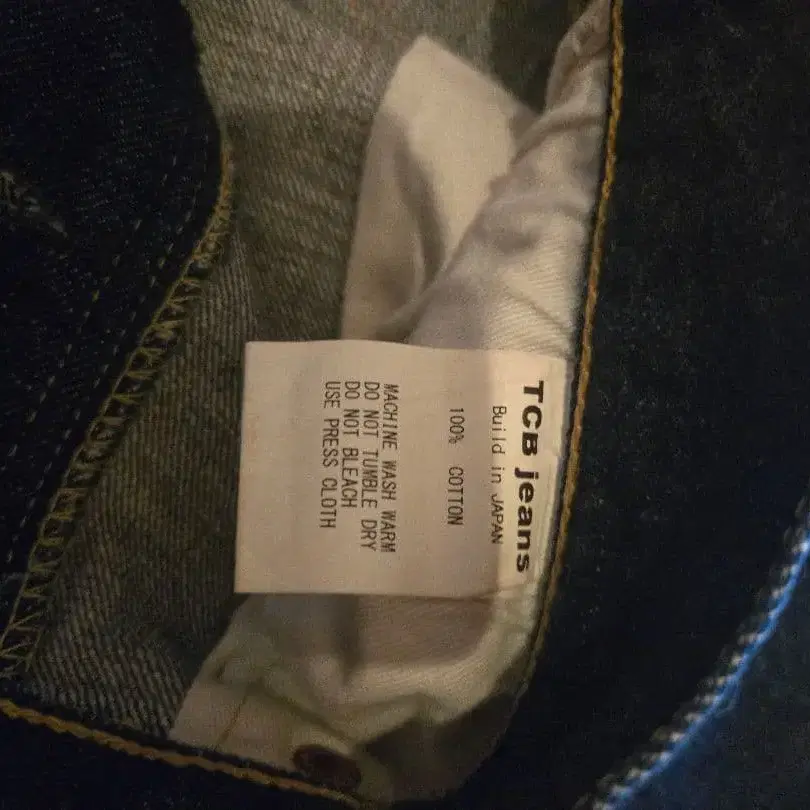 TCB jeans
Build in JAPAN
100% COTTON
MACHINE WASH WARM
DO NOT TUMBLE DRY
DO NOT BLEACH
USE PRESS CLOTH